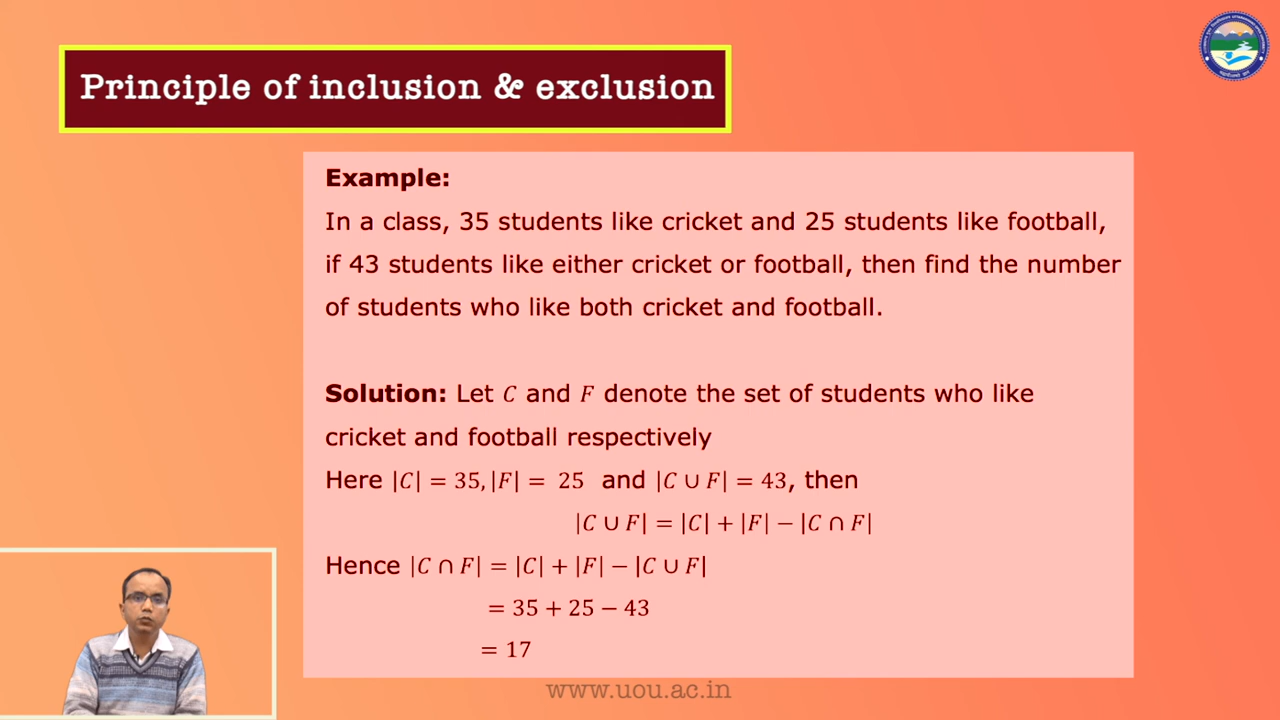 Principle of inclusion & exclusion
Example:
In a class, 35 students like cricket and 25 students like football,
if 43 students like either cricket or football, then find the number
of students who like both cricket and football.
Solution: Let C and F denote the set of students who like
cricket and football respectively
Here |C| = 35, |F| = 25 and |C ∪ F| = 43, then
|C ∪ F| = |C| + |F| − |C ∩ F|
Hence |C ∩ F| = |C| + |F| − |C ∪ F|
= 35 + 25 − 43
= 17
www.uou.ac.in